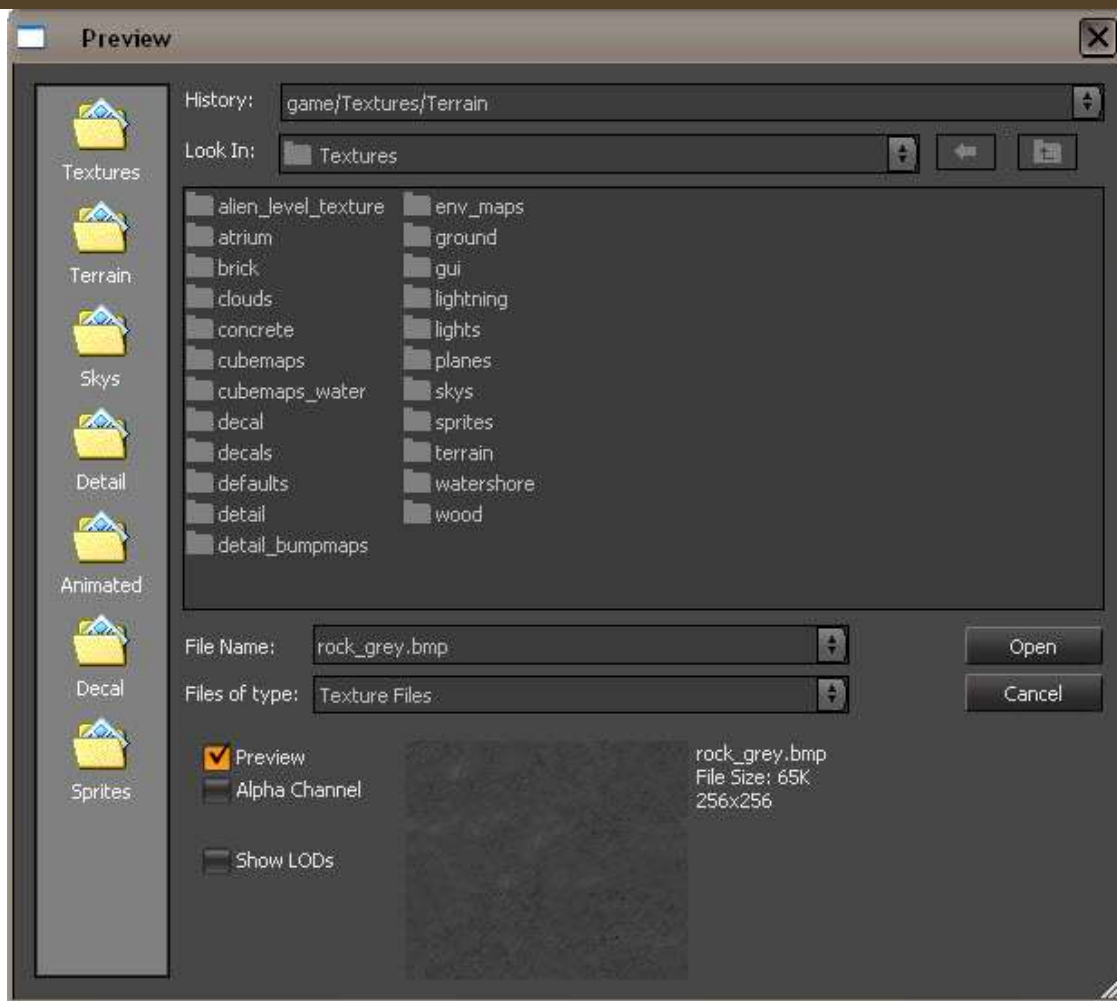 Preview
Textures
Terrain
Skys
Detail
Animated
Decal
Sprites
History: game/Textures/Terrain
Look In: Textures
alien_level_texture
atrium
brick
clouds
concrete
cubemaps
cubemaps_water
decal
decals
defaults
detail
detail_bumpmaps
env_maps
ground
gui
lightning
lights
planes
skys
sprites
terrain
watershore
wood
File Name: rock_grey.bmp
Open
Files of type: Texture Files
Cancel
Preview
Alpha Channel
Show LODs
rock_grey.bmp
File Size: 65K
256x256